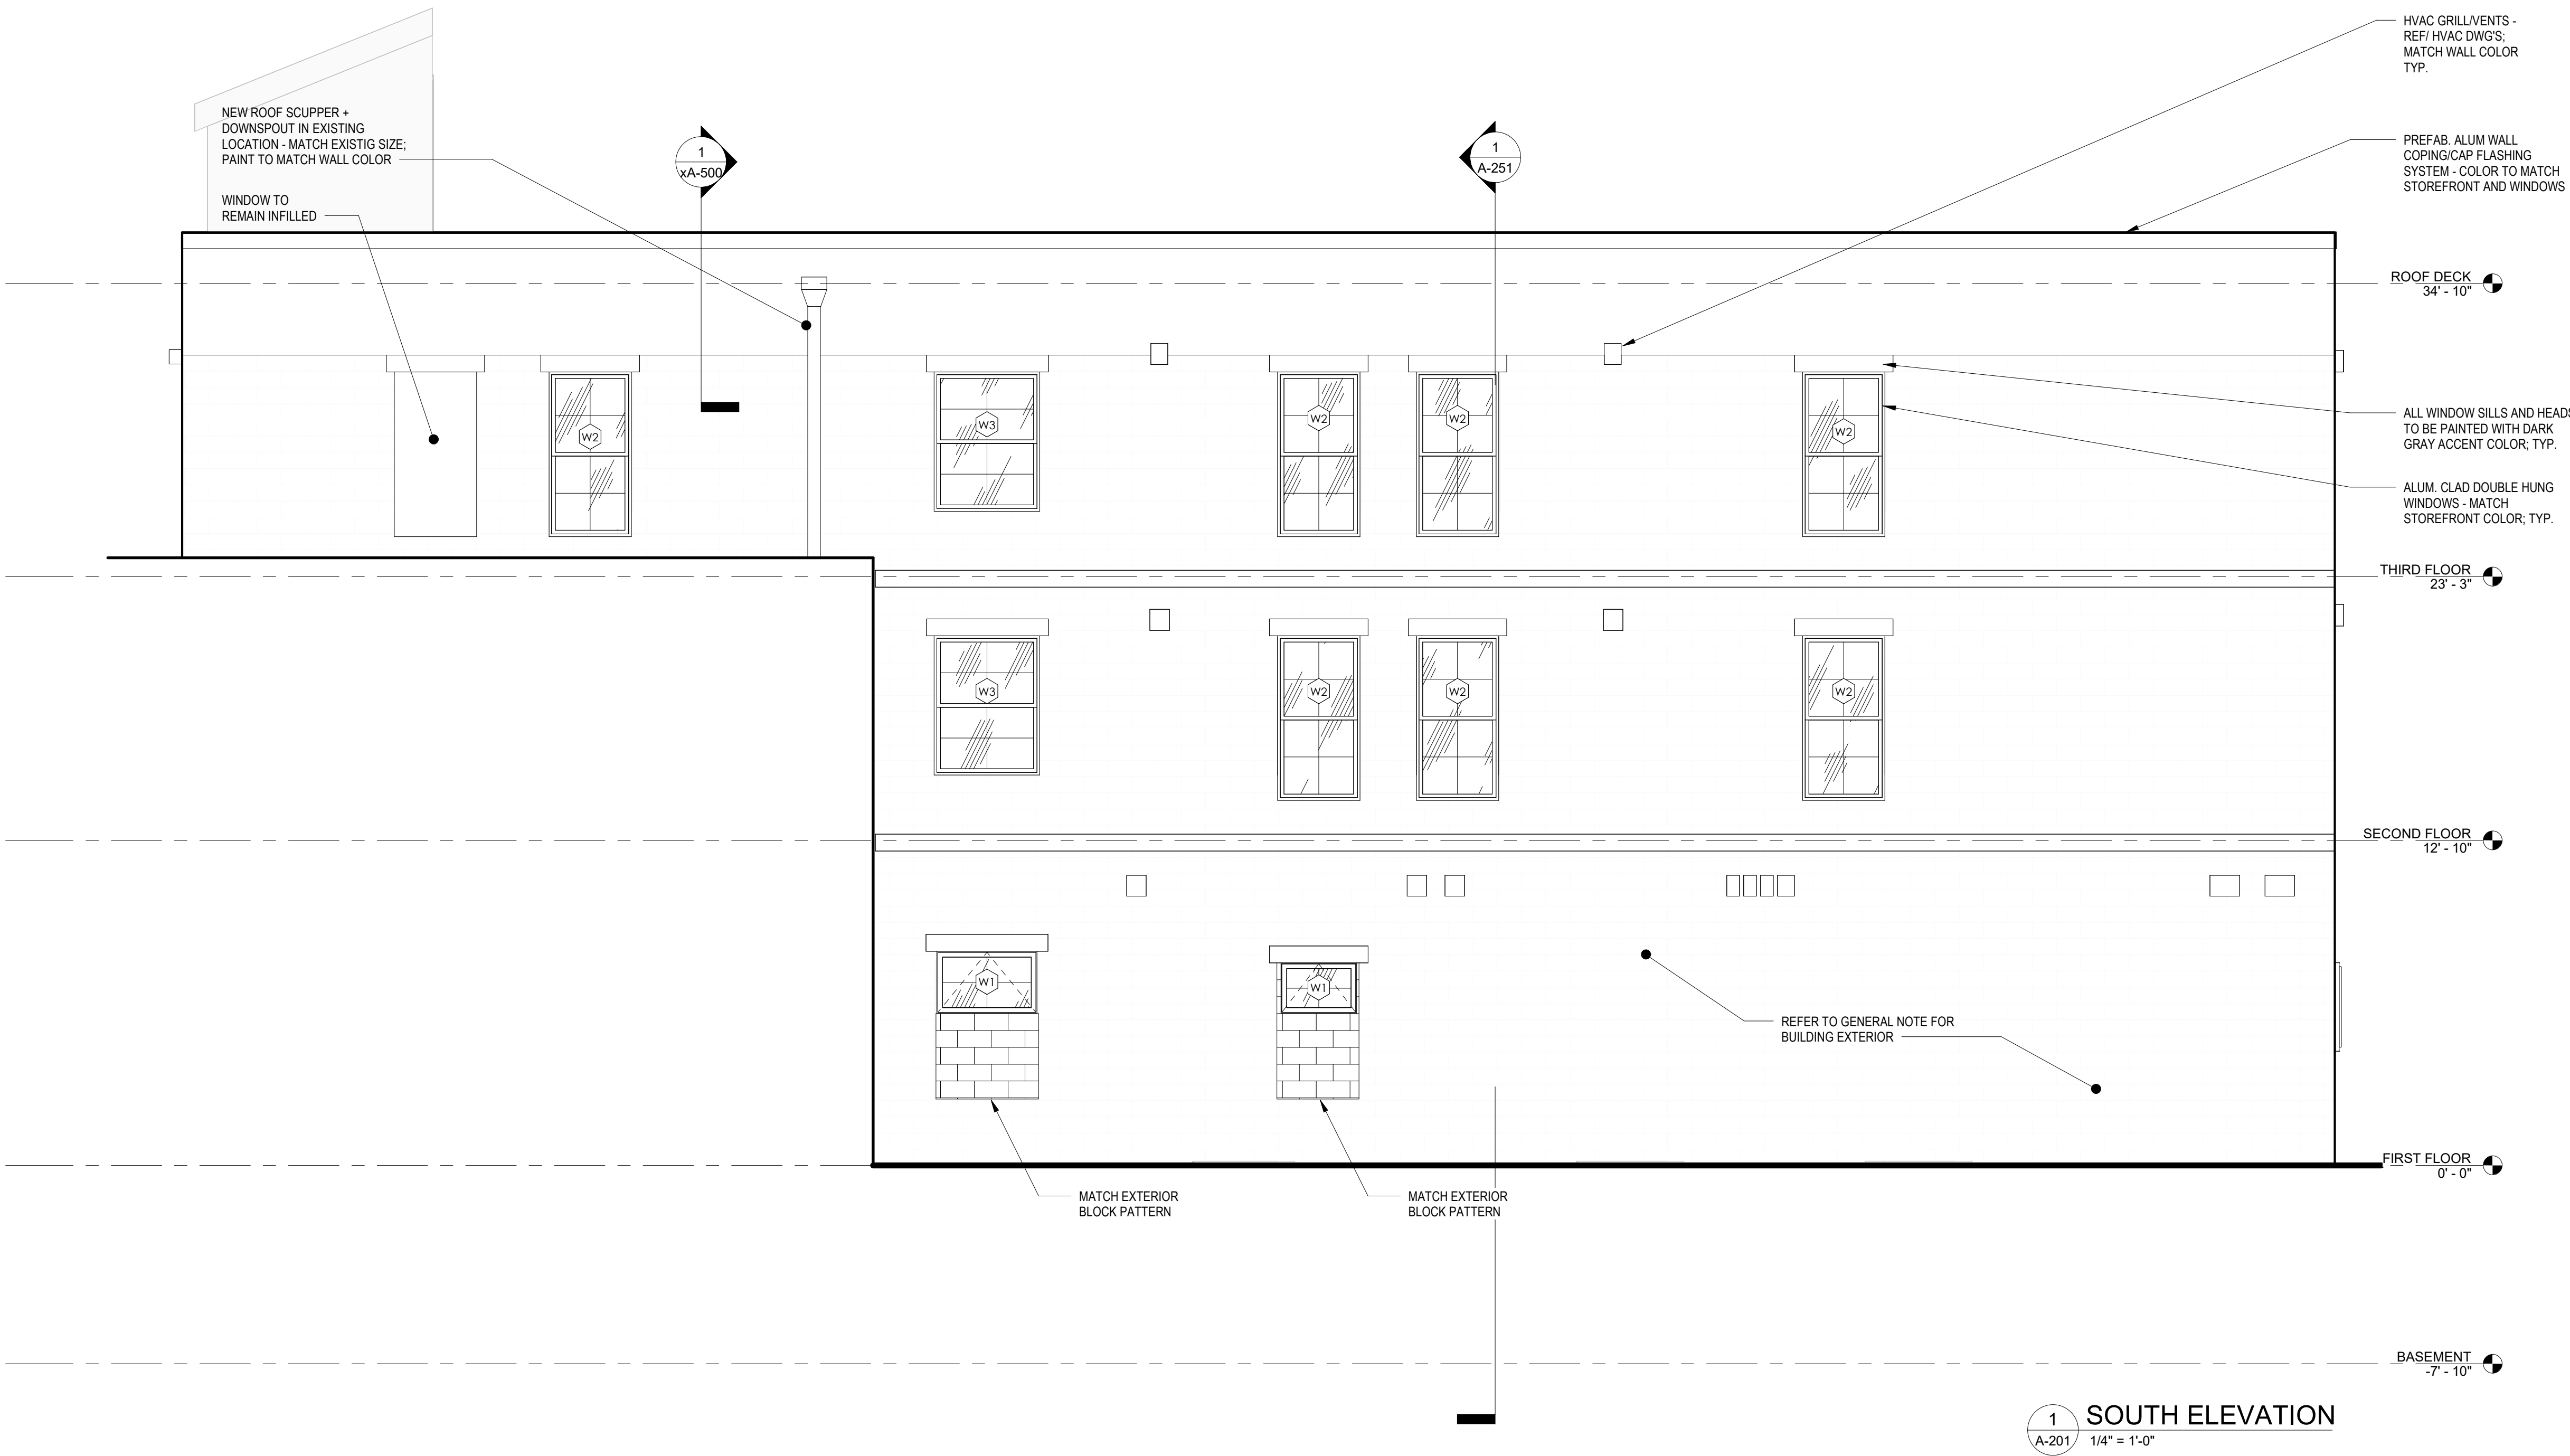 HVAC GRILL/VENTS -
REF/ HVAC DWG'S;
MATCH WALL COLOR
TYP.
NEW ROOF SCUPPER +
DOWNSPOUT IN EXISTING
LOCATION - MATCH EXISTIG SIZE;
PAINT TO MATCH WALL COLOR
WINDOW TO
REMAIN INFILLED
1
xA-500
1
A-251
PREFAB. ALUM WALL
COPING/CAP FLASHING
SYSTEM - COLOR TO MATCH
STOREFRONT AND WINDOWS
ROOF DECK
34' - 10"
W2
W3
W2
W2
W2
ALL WINDOW SILLS AND HEADS
TO BE PAINTED WITH DARK
GRAY ACCENT COLOR; TYP.
ALUM. CLAD DOUBLE HUNG
WINDOWS - MATCH
STOREFRONT COLOR; TYP.
THIRD FLOOR
23' - 3"
W3
W2
W2
W2
SECOND FLOOR
12' - 10"
W1
W1
REFER TO GENERAL NOTE FOR
BUILDING EXTERIOR
FIRST FLOOR
0' - 0"
MATCH EXTERIOR
BLOCK PATTERN
MATCH EXTERIOR
BLOCK PATTERN
BASEMENT
-7' - 10"
1
A-201
SOUTH ELEVATION
1/4" = 1'-0"